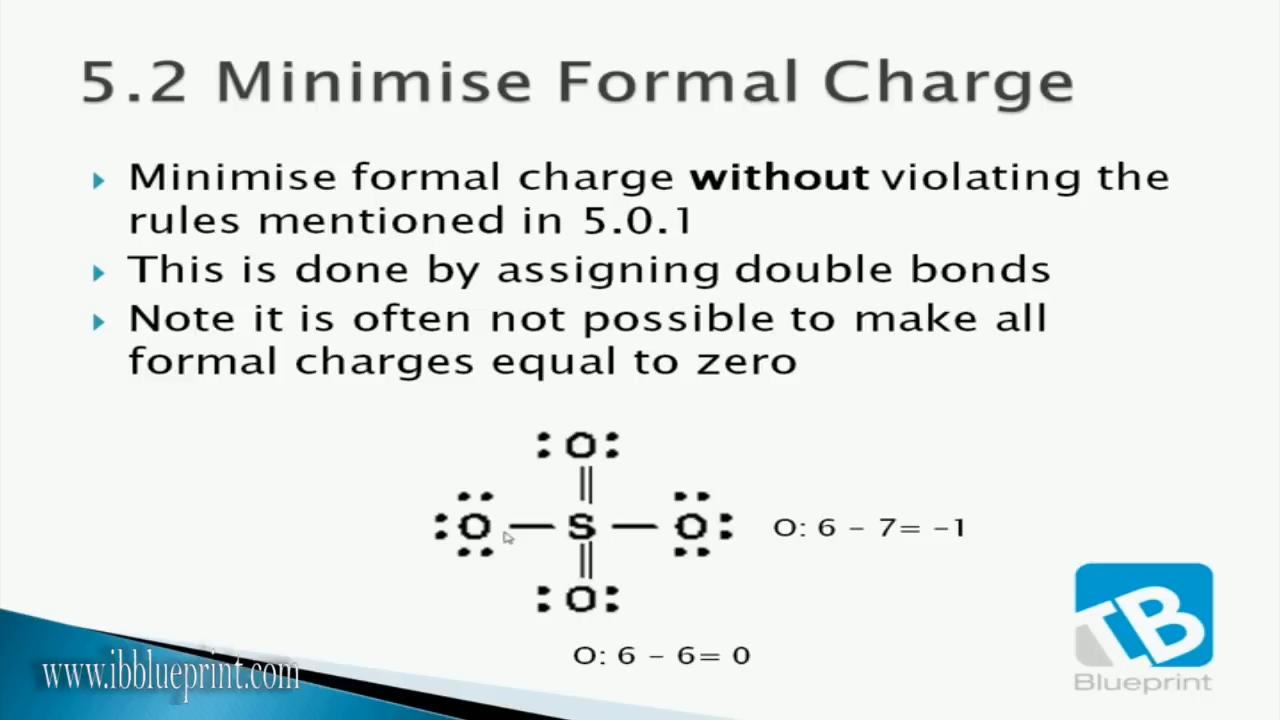 5.2 Minimise Formal Charge
Minimise formal charge without violating the
rules mentioned in 5.0.1
This is done by assigning double bonds
Note it is often not possible to make all
formal charges equal to zero
:O:
:O — S — O: O: 6 – 7= –1
:O:
O: 6 – 6= 0
www.ibblueprint.com
IB
Blueprint